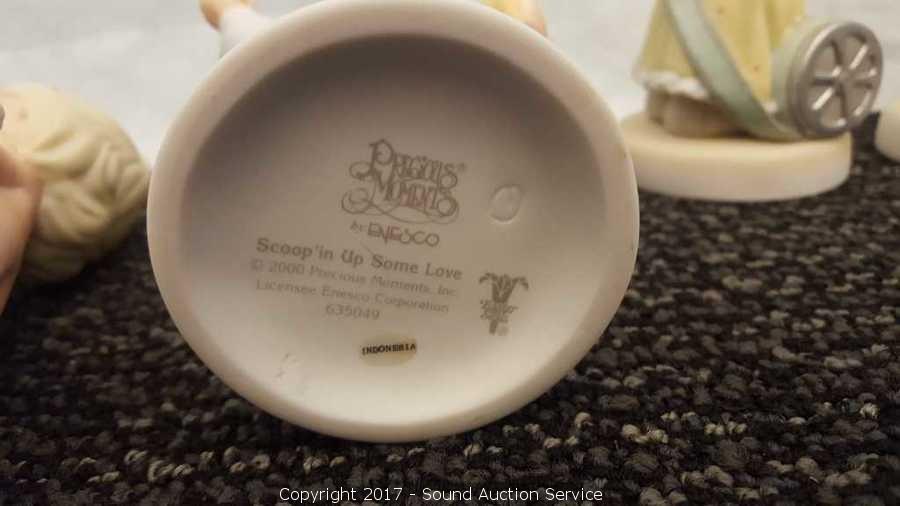 PRECIOUS®
MOMENTS
BY ENESCO
Scoop'in Up Some Love
© 2000 Precious Moments, Inc.
Licensee Enesco Corporation
635049
INDONESIA
Copyright 2017 - Sound Auction Service